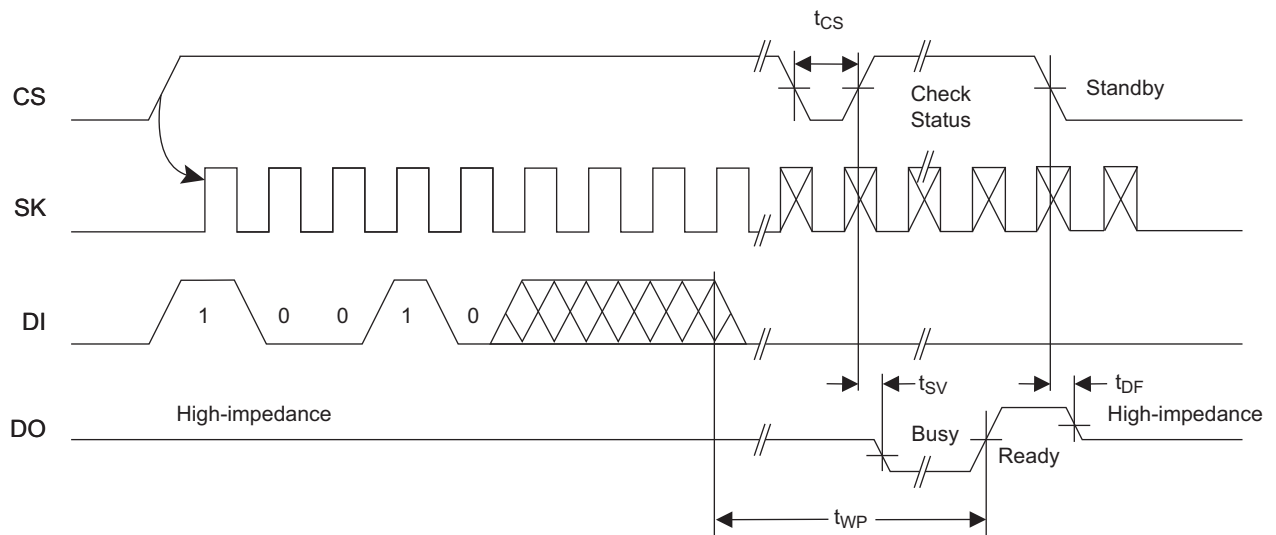 tCS
CS
Check
Status
Standby
SK
DI
1 0 0 1 0
tSV
tDF
DO
High-impedance
Busy
Ready
High-impedance
tWP